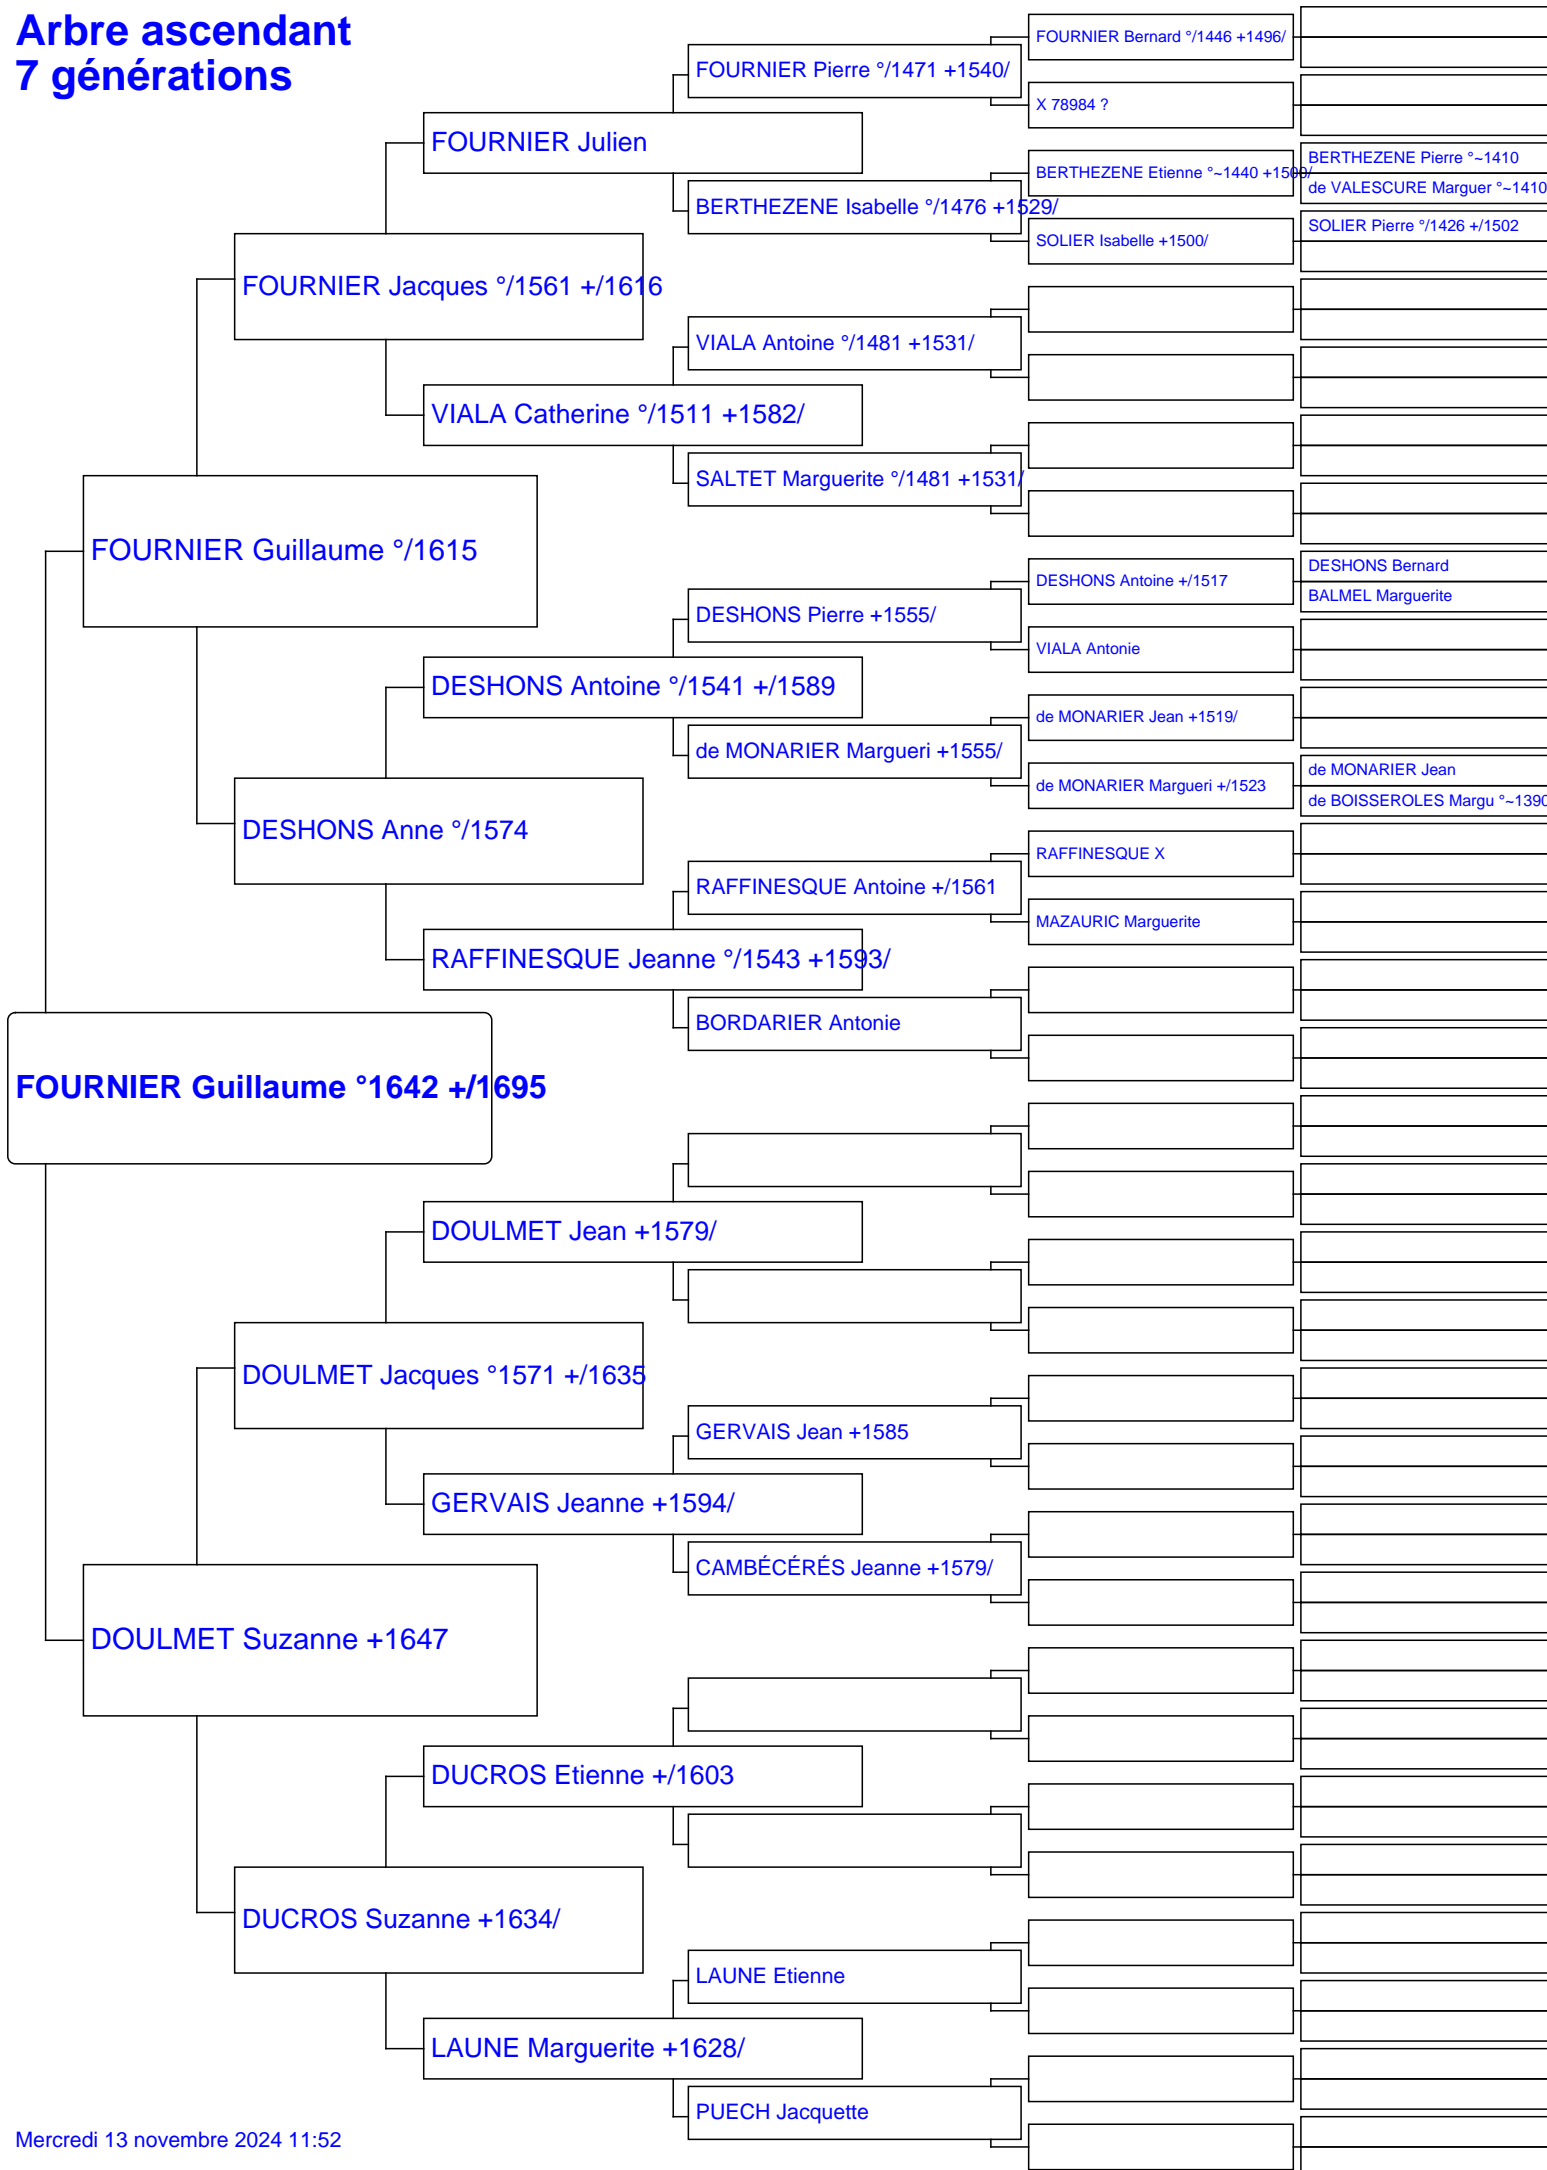 Arbre ascendant
7 générations
FOURNIER Guillaume °1642 +/1695
FOURNIER Guillaume °/1615
DOULMET Suzanne +1647
FOURNIER Jacques °/1561 +/1616
DESHONS Anne °/1574
DOULMET Jacques °1571 +/1635
DUCROS Suzanne +1634/
FOURNIER Julien
VIALA Catherine °/1511 +1582/
DESHONS Antoine °/1541 +/1589
RAFFINESQUE Jeanne °/1543 +1593/
DOULMET Jean +1579/
GERVAIS Jeanne +1594/
DUCROS Etienne +/1603
LAUNE Marguerite +1628/
FOURNIER Pierre °/1471 +1540/
BERTHEZENE Isabelle °/1476 +1529/
VIALA Antoine °/1481 +1531/
SALTET Marguerite °/1481 +1531/
DESHONS Pierre +1555/
de MONARIER Margueri +1555/
RAFFINESQUE Antoine +/1561
BORDARIER Antonie
GERVAIS Jean +1585
CAMBÉCÉRÉS Jeanne +1579/
LAUNE Etienne
PUECH Jacquette
FOURNIER Bernard °/1446 +1496/
X 78984 ?
BERTHEZENE Etienne °~1440 +1500/
SOLIER Isabelle +1500/
DESHONS Antoine +/1517
VIALA Antonie
de MONARIER Jean +1519/
de MONARIER Margueri +/1523
RAFFINESQUE X
MAZAURIC Marguerite
BERTHEZENE Pierre °~1410
de VALESCURE Marguer °~1410
SOLIER Pierre °/1426 +/1502
DESHONS Bernard
BALMEL Marguerite
de MONARIER Jean
de BOISSEROLES Margu °~1390
Mercredi 13 novembre 2024 11:52